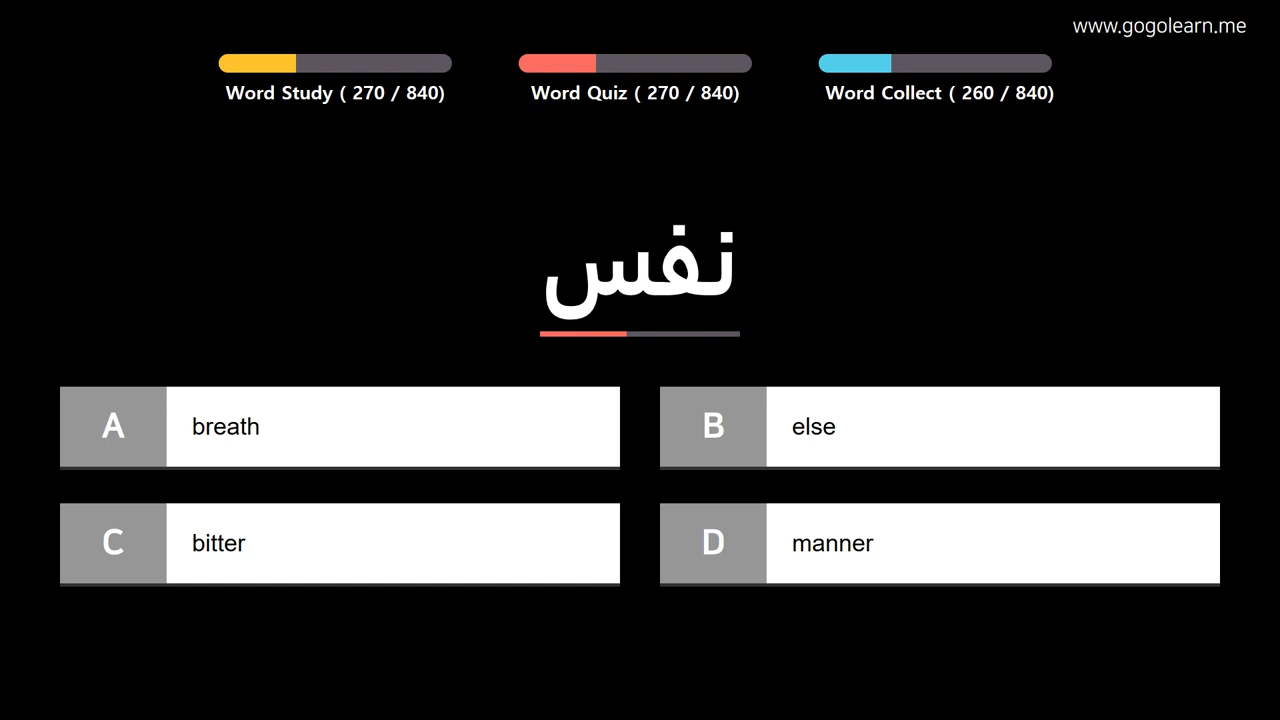 www.gogolearn.me
Word Study ( 270 / 840)
Word Quiz ( 270 / 840)
Word Collect ( 260 / 840)
نفس
A breath
B else
C bitter
D manner